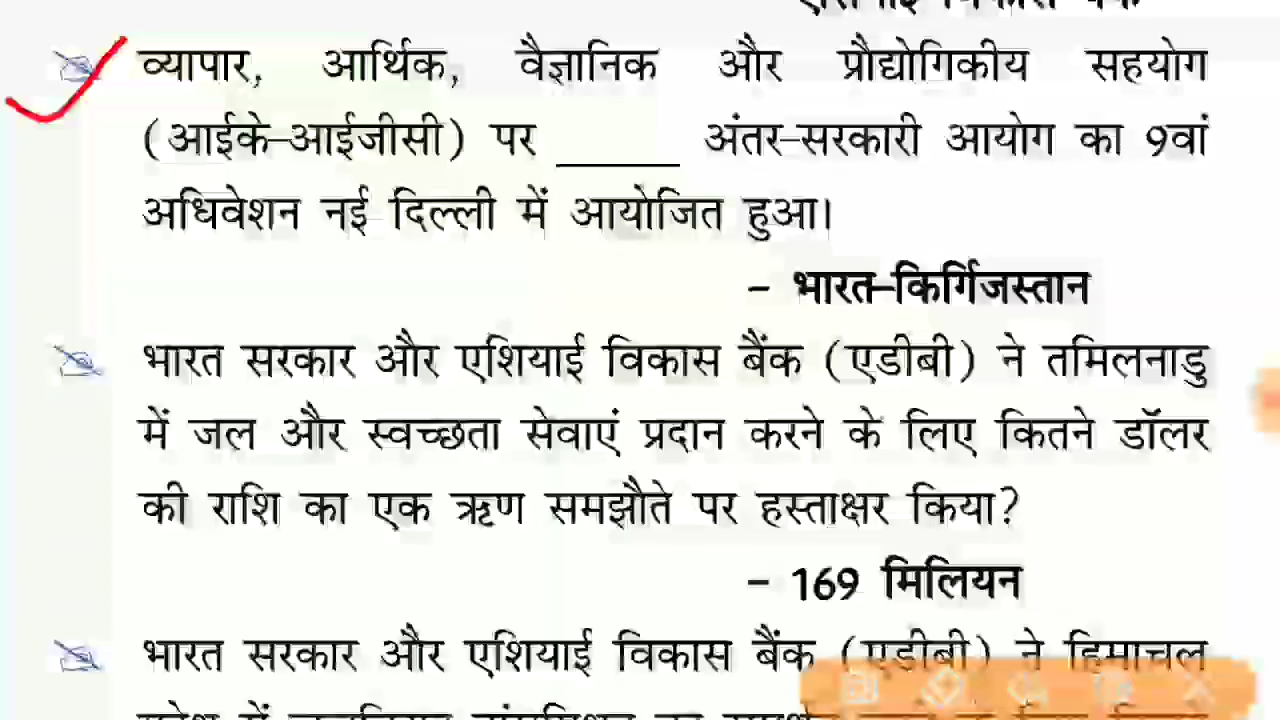 व्यापार, आर्थिक, वैज्ञानिक और प्रौद्योगिकीय सहयोग
(आईके–आईजीसी) पर _____ अंतर–सरकारी आयोग का 9वां
अधिवेशन नई दिल्ली में आयोजित हुआ।
– भारत–किर्गिजस्तान
भारत सरकार और एशियाई विकास बैंक (एडीबी) ने तमिलनाडु
में जल और स्वच्छता सेवाएं प्रदान करने के लिए कितने डॉलर
की राशि का एक ऋण समझौते पर हस्ताक्षर किया?
– 169 मिलियन
भारत सरकार और एशियाई विकास बैंक (एडीबी) ने हिमाचल